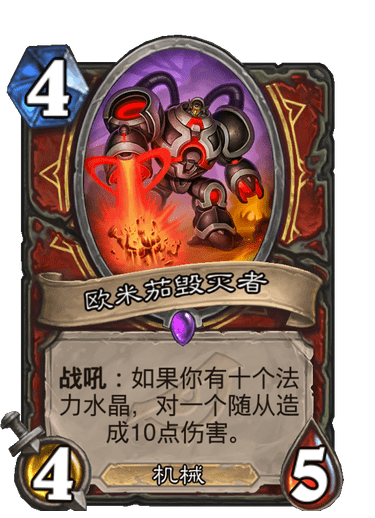 4
欧米茄毁灭者
战吼：如果你有十个法
力水晶，对一个随从造
成10点伤害。
4
机械
5